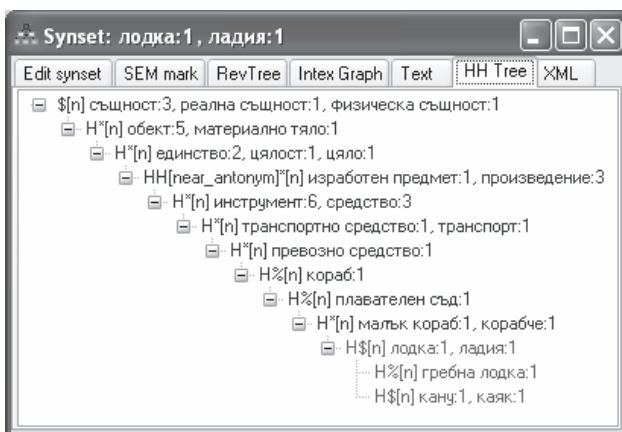 Synset: лодка:1, ладия:1
Edit synset SEM mark RevTree Intex Graph Text HH Tree XML
$[n] същност:3, реална същност:1, физическа същност:1
H*[n] обект:5, материално тяло:1
H*[n] единство:2, цялост:1, цяло:1
HH[near_antonym]*[n] изработен предмет:1, произведение:3
H*[n] инструмент:6, средство:3
H*[n] транспортно средство:1, транспорт:1
H*[n] превозно средство:1
H%[n] кораб:1
H%[n] плавателен съд:1
H*[n] малък кораб:1, корабче:1
H$[n] лодка:1, ладия:1
H%[n] гребна лодка:1
H$[n] кану:1, каяк:1